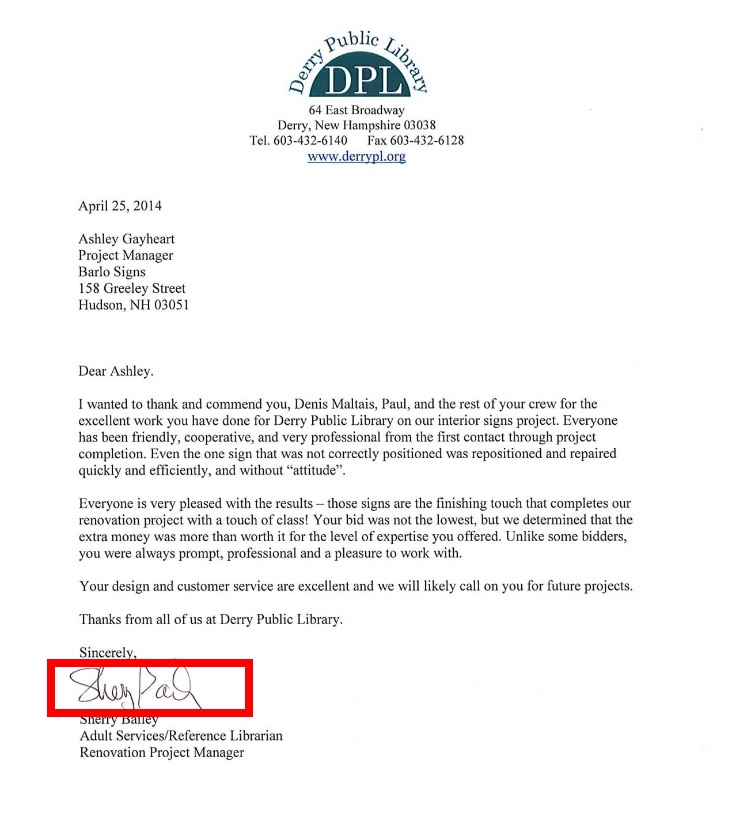 Derry Public Library
DPL
64 East Broadway
Derry, New Hampshire 03038
Tel. 603-432-6140 Fax 603-432-6128
www.derrypl.org
April 25, 2014
Ashley Gayheart
Project Manager
Barlo Signs
158 Greeley Street
Hudson, NH 03051
Dear Ashley.
I wanted to thank and commend you, Denis Maltais, Paul, and the rest of your crew for the
excellent work you have done for Derry Public Library on our interior signs project. Everyone
has been friendly, cooperative, and very professional from the first contact through project
completion. Even the one sign that was not correctly positioned was repositioned and repaired
quickly and efficiently, and without “attitude”.
Everyone is very pleased with the results – those signs are the finishing touch that completes our
renovation project with a touch of class! Your bid was not the lowest, but we determined that the
extra money was more than worth it for the level of expertise you offered. Unlike some bidders,
you were always prompt, professional and a pleasure to work with.
Your design and customer service are excellent and we will likely call on you for future projects.
Thanks from all of us at Derry Public Library.
Sincerely,
Sherry Bailey
Adult Services/Reference Librarian
Renovation Project Manager